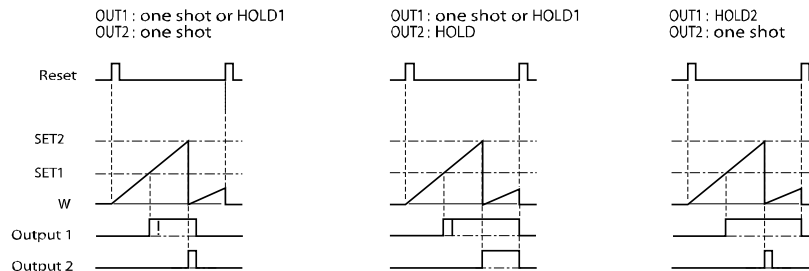 OUT1 : one shot or HOLD1
OUT2 : one shot
OUT1 : one shot or HOLD1
OUT2 : HOLD
OUT1 : HOLD2
OUT2 : one shot
Reset
SET2
SET1
W
Output 1
Output 2